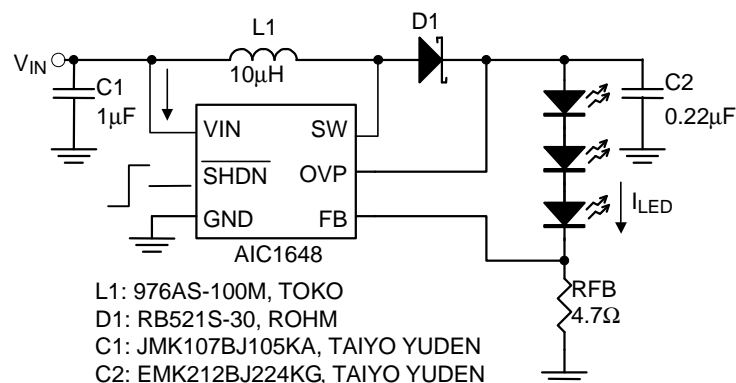 L1
D1
VIN
10μH
C1
1μF
C2
0.22μF
VIN
SW
SHDN
OVP
GND
FB
ILED
AIC1648
RFB
4.7Ω
L1: 976AS-100M, TOKO
D1: RB521S-30, ROHM
C1: JMK107BJ105KA, TAIYO YUDEN
C2: EMK212BJ224KG, TAIYO YUDEN